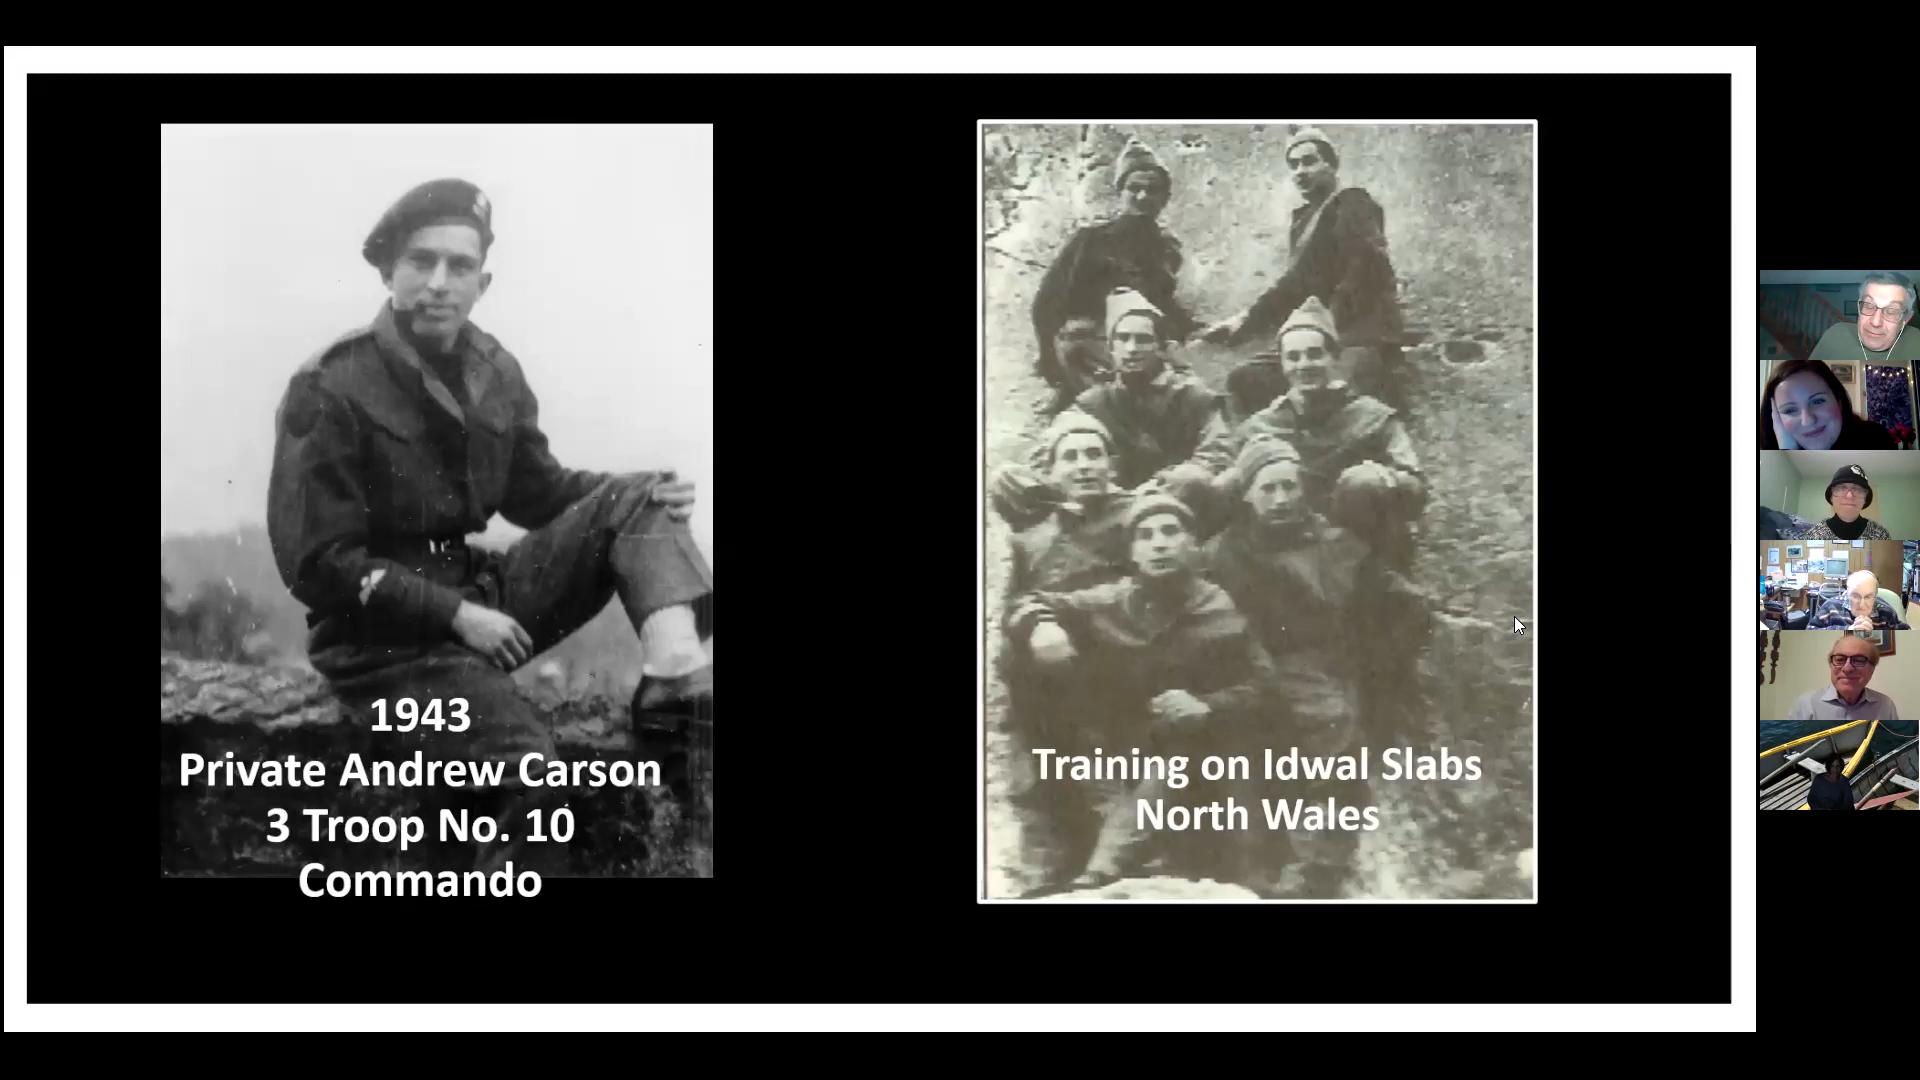 1943
Private Andrew Carson
3 Troop No. 10
Commando
Training on Idwal Slabs
North Wales